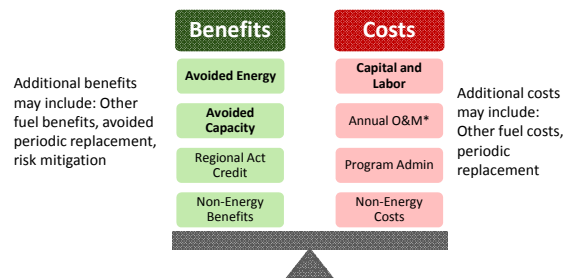 Benefits
Costs
Additional benefits
may include: Other
fuel benefits, avoided
periodic replacement,
risk mitigation
Avoided Energy
Avoided
Capacity
Regional Act
Credit
Non-Energy
Benefits
Capital and
Labor
Annual O&M*
Program Admin
Non-Energy
Costs
Additional costs
may include:
Other fuel costs,
periodic
replacement